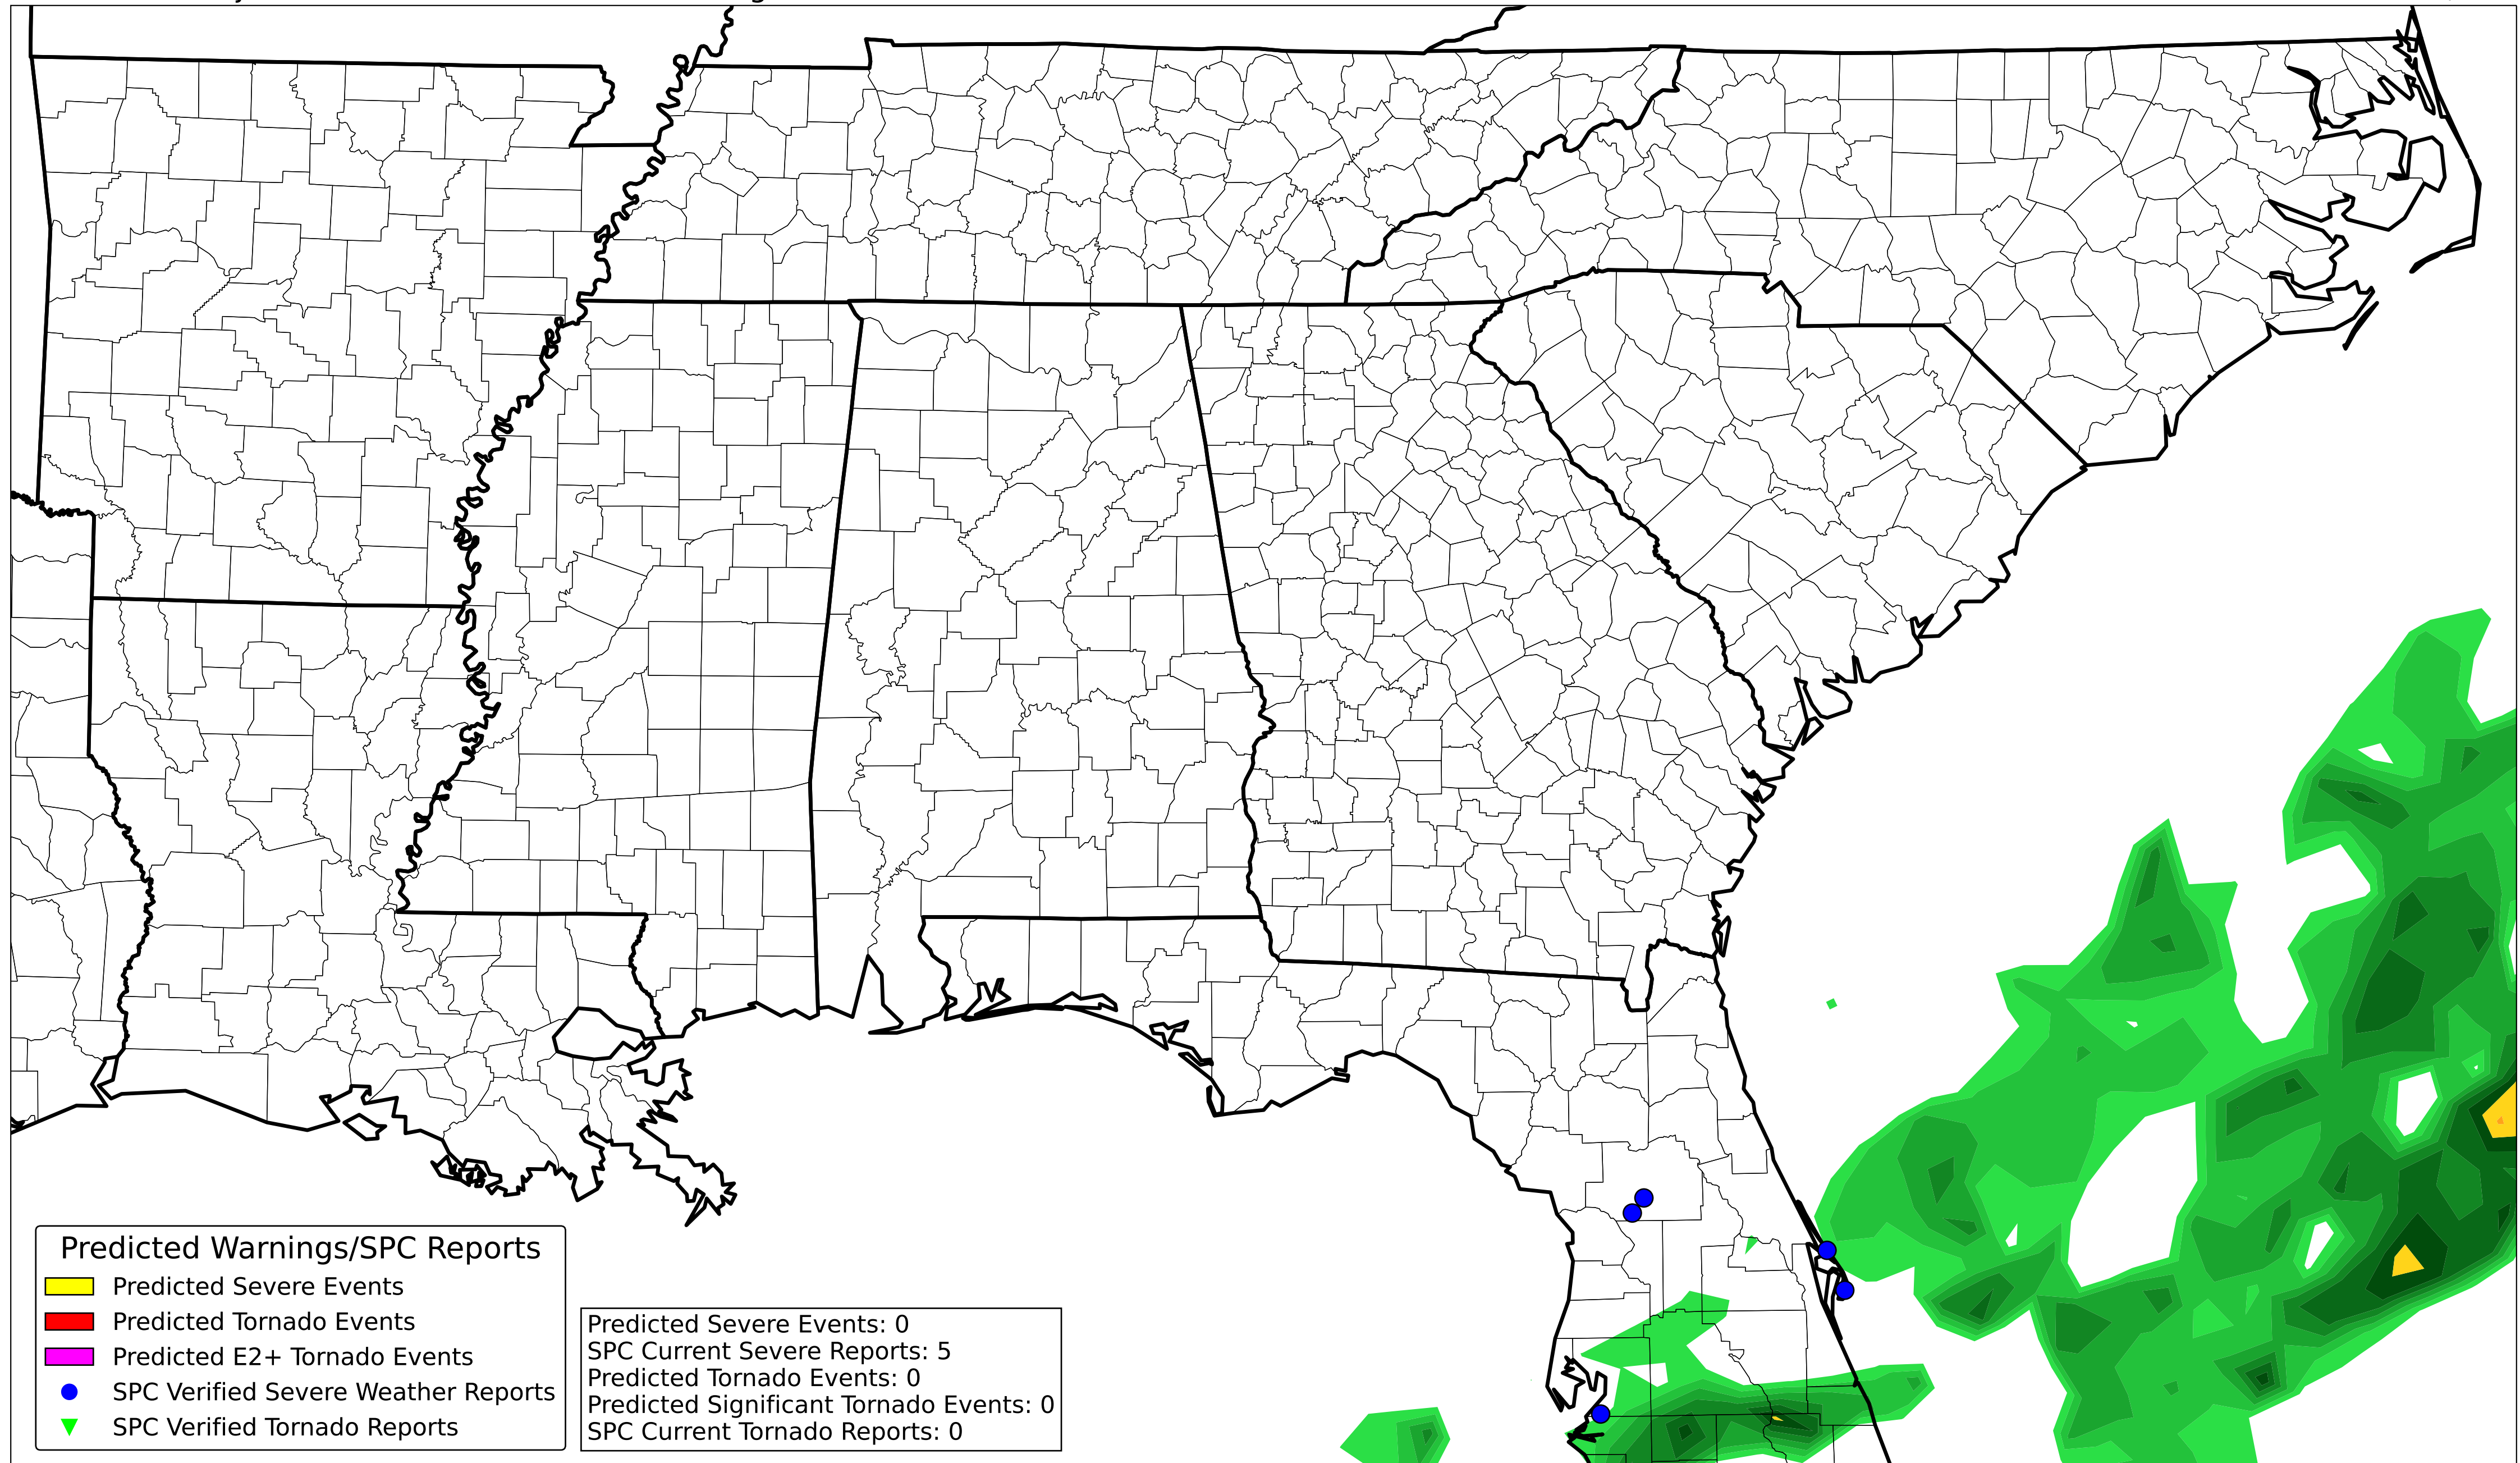 Predicted Warnings/SPC Reports
Predicted Severe Events
Predicted Tornado Events
Predicted E2+ Tornado Events
SPC Verified Severe Weather Reports
SPC Verified Tornado Reports
Predicted Severe Events: 0
SPC Current Severe Reports: 5
Predicted Tornado Events: 0
Predicted Significant Tornado Events: 0
SPC Current Tornado Reports: 0